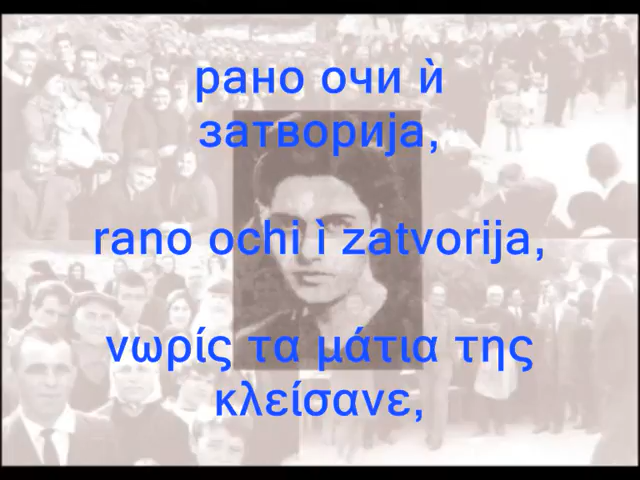 рано очи ѝ
затворија,
rano ochi ì zatvorija,
νωρίς τα μάτια της
κλείσανε,